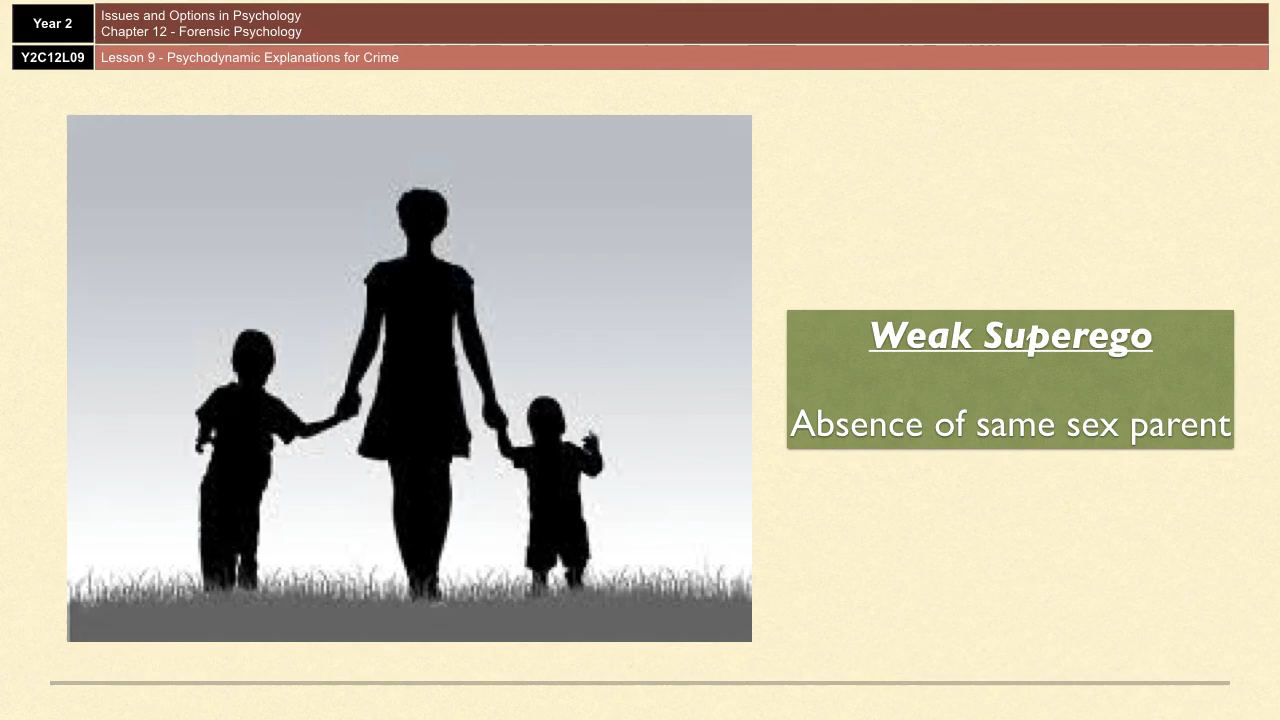 Year 2
Issues and Options in Psychology
Chapter 12 - Forensic Psychology
Y2C12L09
Lesson 9 - Psychodynamic Explanations for Crime
Weak Superego
Absence of same sex parent